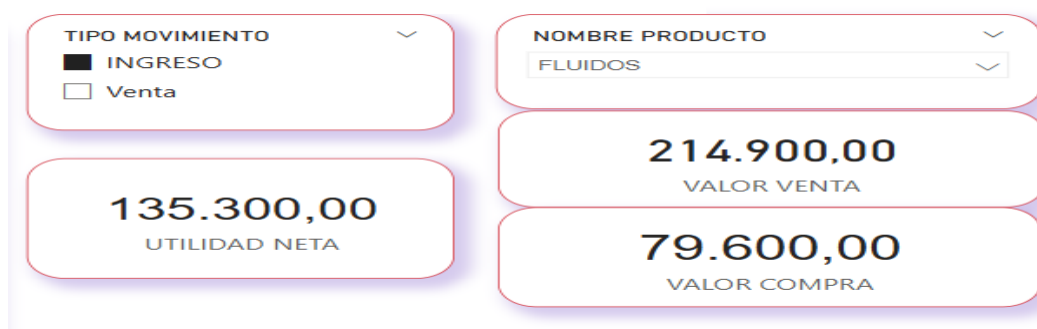 TIPO MOVIMIENTO
INGRESO
Venta
135.300,00
UTILIDAD NETA
NOMBRE PRODUCTO
FLUIDOS
214.900,00
VALOR VENTA
79.600,00
VALOR COMPRA